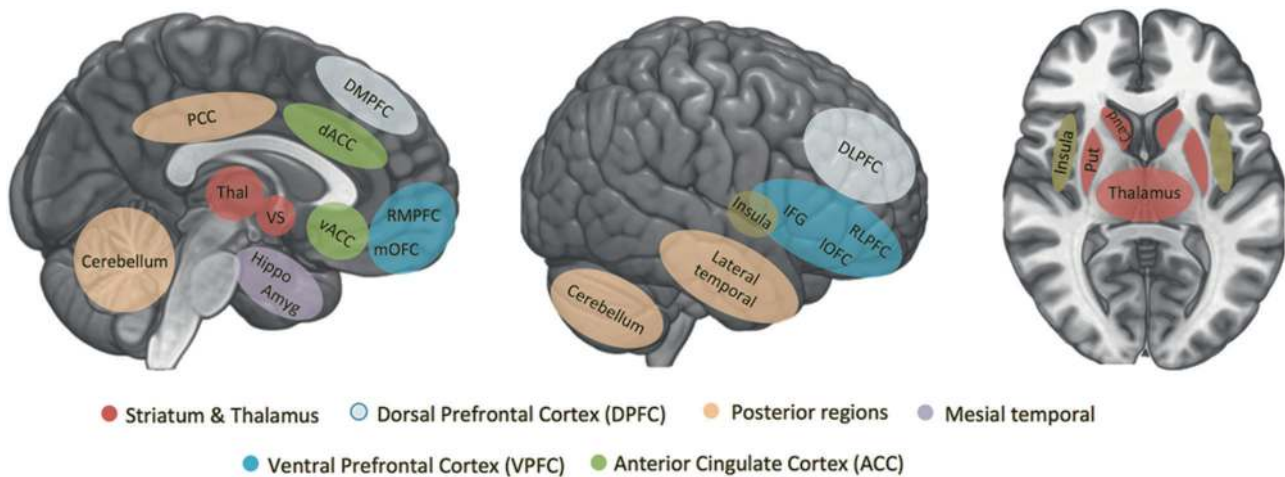 DMPFC
PCC
dACC
Thal
VS
vACC
RMPFC
mOFC
Cerebellum
Hippo
Amyg
DLPFC
Insula
IFG
RLPFC
lOFC
Lateral
temporal
Cerebellum
Insula
Caud
Put
Thalamus
Striatum & Thalamus
Dorsal Prefrontal Cortex (DPFC)
Posterior regions
Mesial temporal
Ventral Prefrontal Cortex (VPFC)
Anterior Cingulate Cortex (ACC)